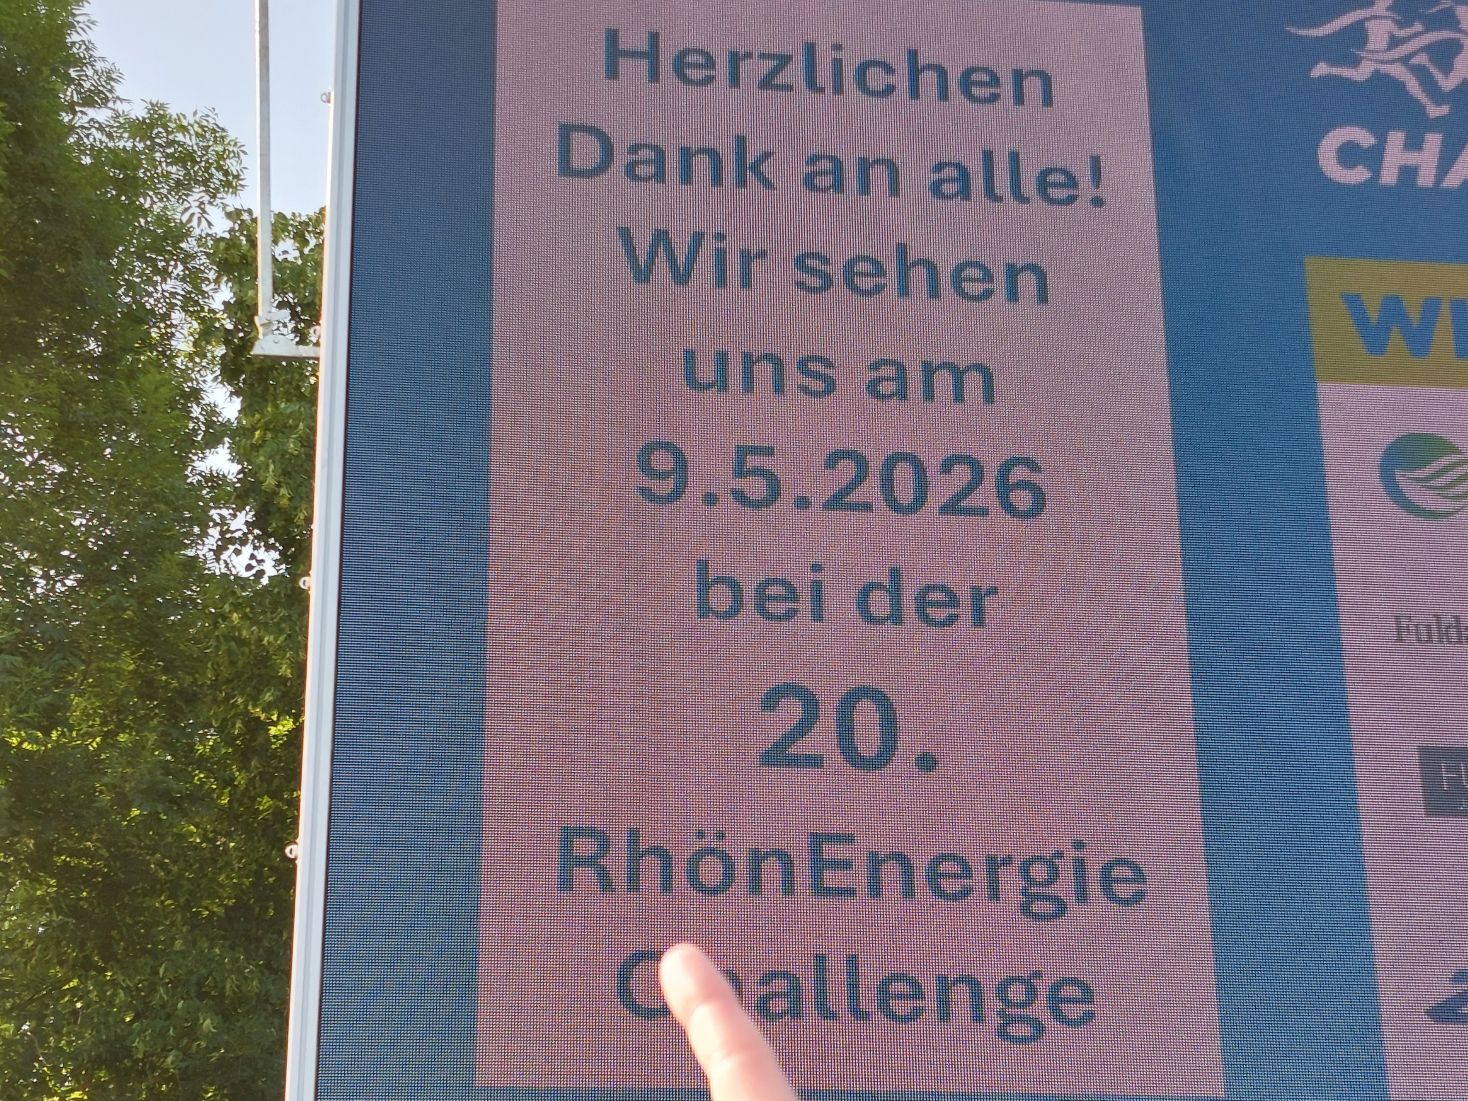 Herzlichen
Dank an alle!
Wir sehen
uns am
9.5.2026
bei der
20.
RhönEnergie
Challenge